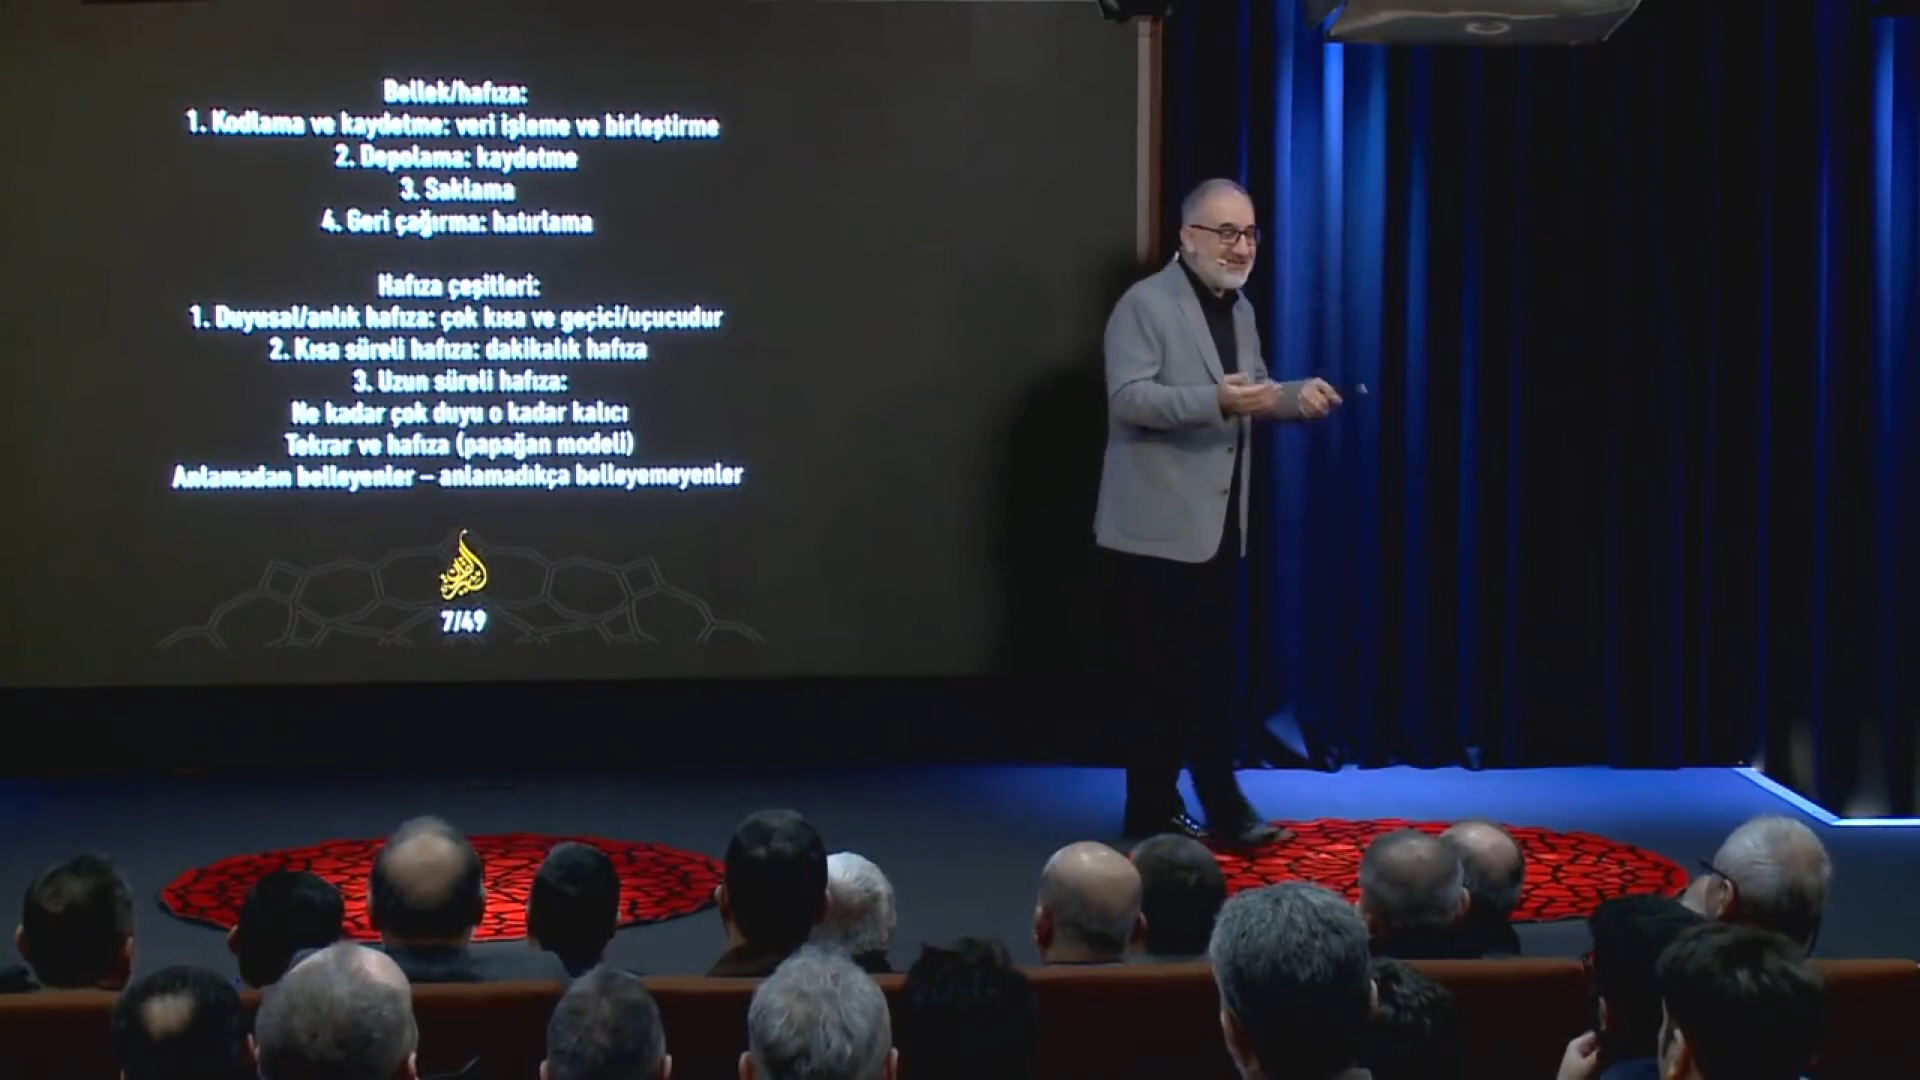 Bellek/hafıza:
1. Kodlama ve kaydetme: veri işleme ve birleştirme
2. Depolama: kaydetme
3. Saklama
4. Geri çağırma: hatırlama
Hafıza çeşitleri:
1. Duyusal/anlık hafıza: çok kısa ve geçici/uçucudur
2. Kısa süreli hafıza: dakikalık hafıza
3. Uzun süreli hafıza:
Ne kadar çok duyu o kadar kalıcı
Tekrar ve hafıza (papağan modeli)
Anlamadan belleyenler – anlamadıkça belleyemeyenler
7/49